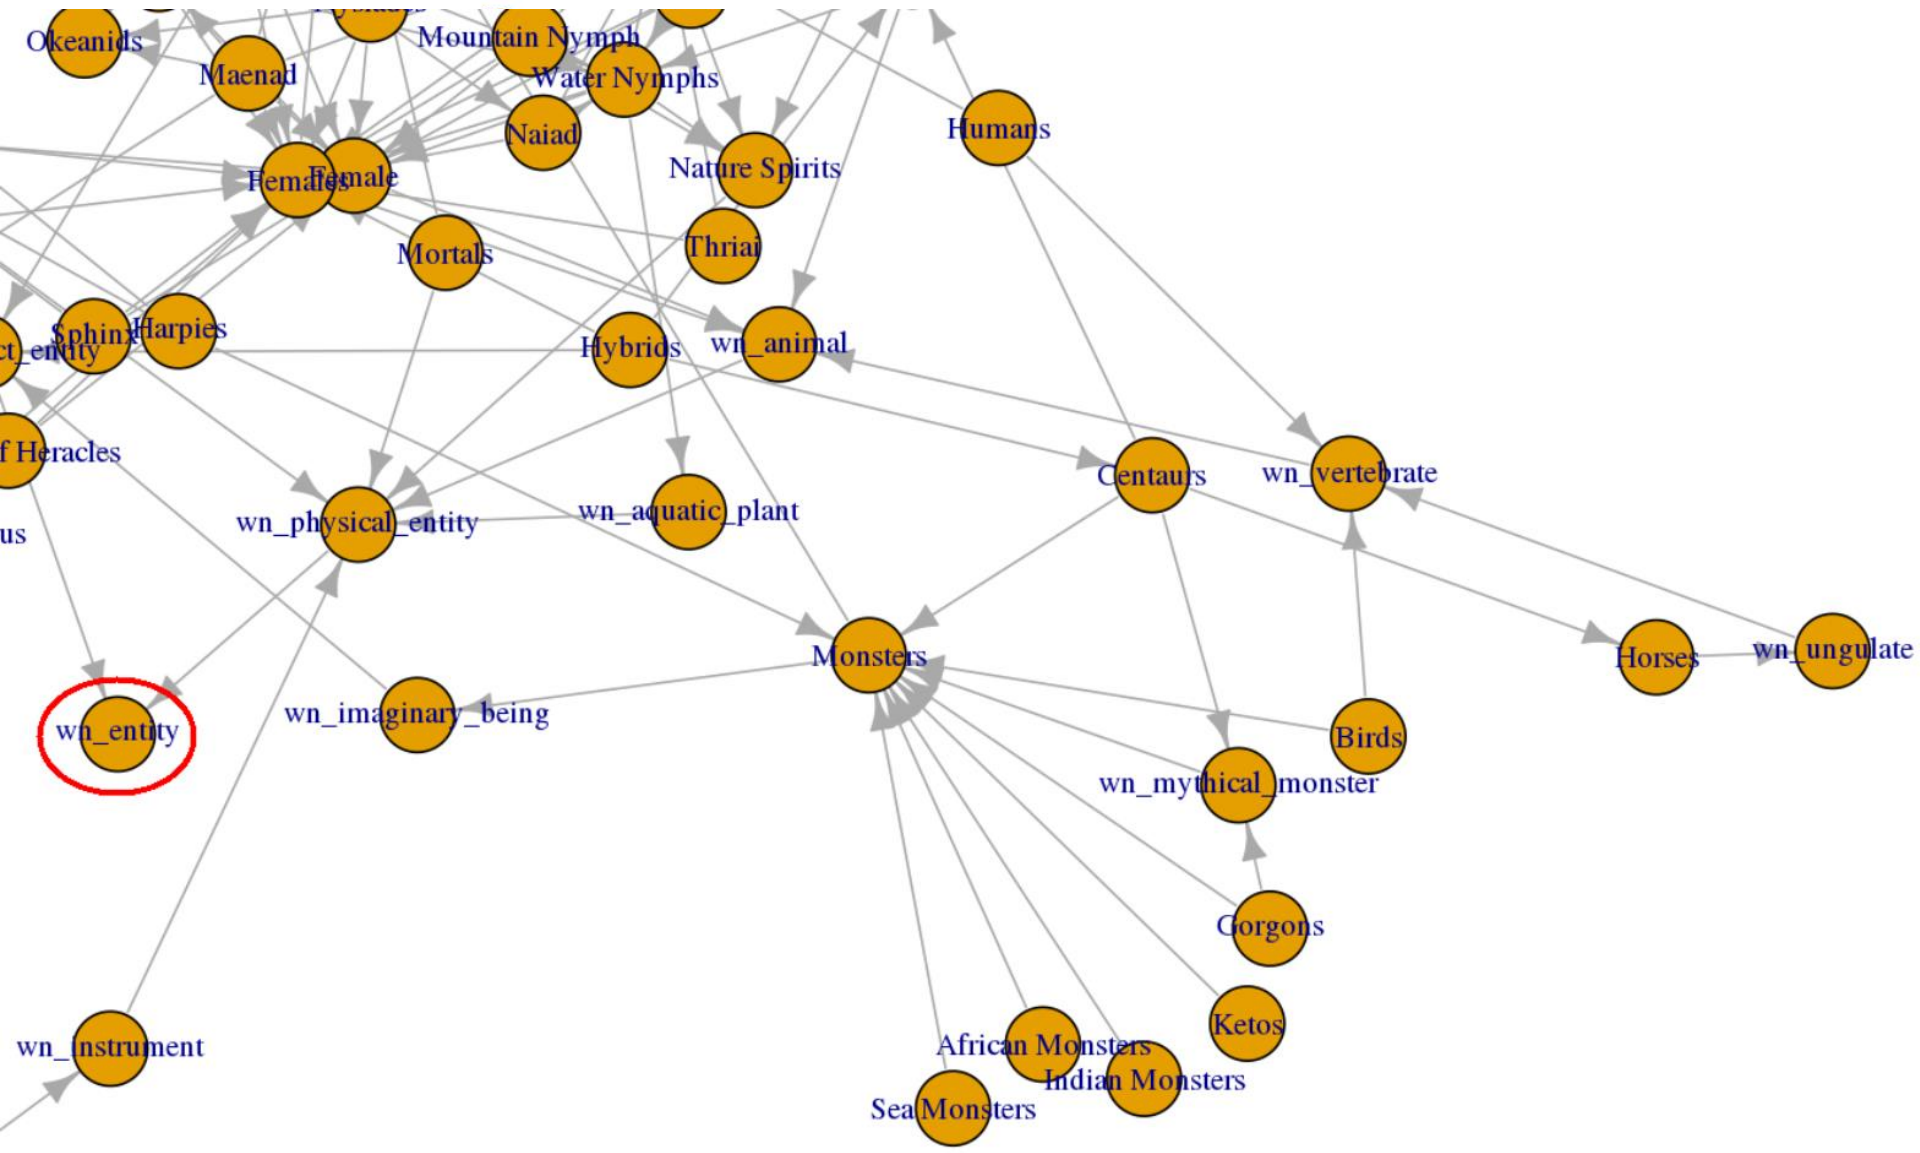 Okeanids
Mountain Nymph
Maenad
Water Nymphs
Naiad
Humans
Nature Spirits
Females
Female
Mortals
Thriai
Sphinx
Harpies
ct_entity
Hybrids
wn_animal
f Heracles
Centaurs
wn_vertebrate
wn_physical_entity
wn_aquatic_plant
us
Monsters
Horses
wn_ungulate
wn_entity
wn_imaginary_being
Birds
wn_mythical_monster
Gorgons
Ketos
wn_instrument
African Monsters
Indian Monsters
Sea Monsters